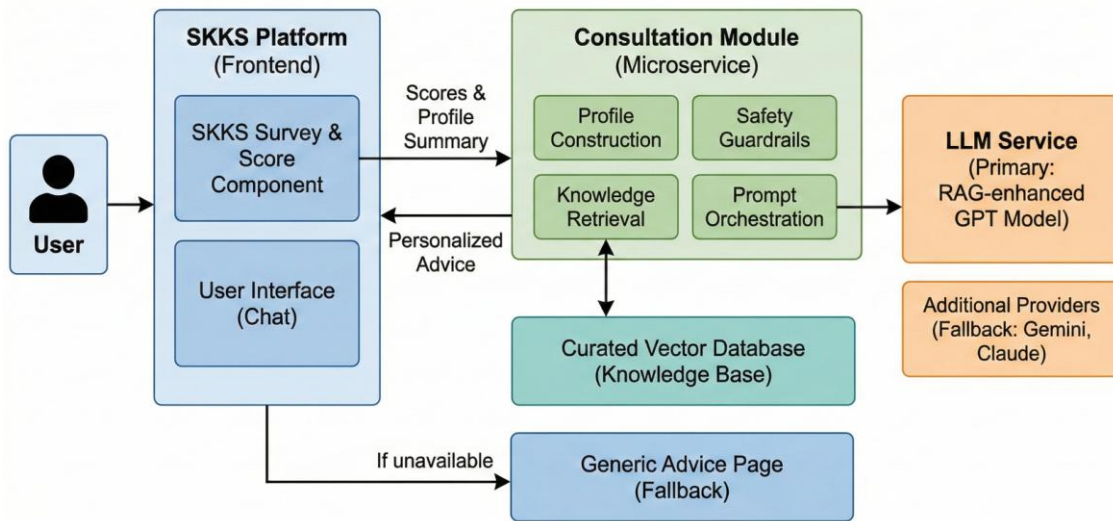 SKKS Platform
(Frontend)
SKKS Survey &
Score
Component
User Interface
(Chat)
User
Scores &
Profile
Summary
Personalized
Advice
Consultation Module
(Microservice)
Profile
Construction
Safety
Guardrails
Knowledge
Retrieval
Prompt
Orchestration
LLM Service
(Primary:
RAG-enhanced
GPT Model)
Additional Providers
(Fallback: Gemini,
Claude)
Curated Vector Database
(Knowledge Base)
If unavailable
Generic Advice Page
(Fallback)